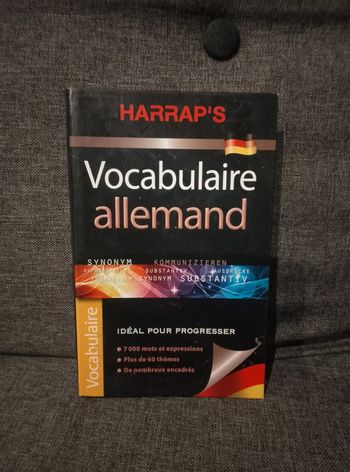 HARRAP'S
Vocabulaire
allemand
SYNONYM KOMMUNIZIEREN
SUBSTANTIV AUSDRÜCKE
SYNONYM SUBSTANTIV
Vocabulaire
IDÉAL POUR PROGRESSER
7 000 mots et expressions
Plus de 60 thèmes
De nombreux encadrés